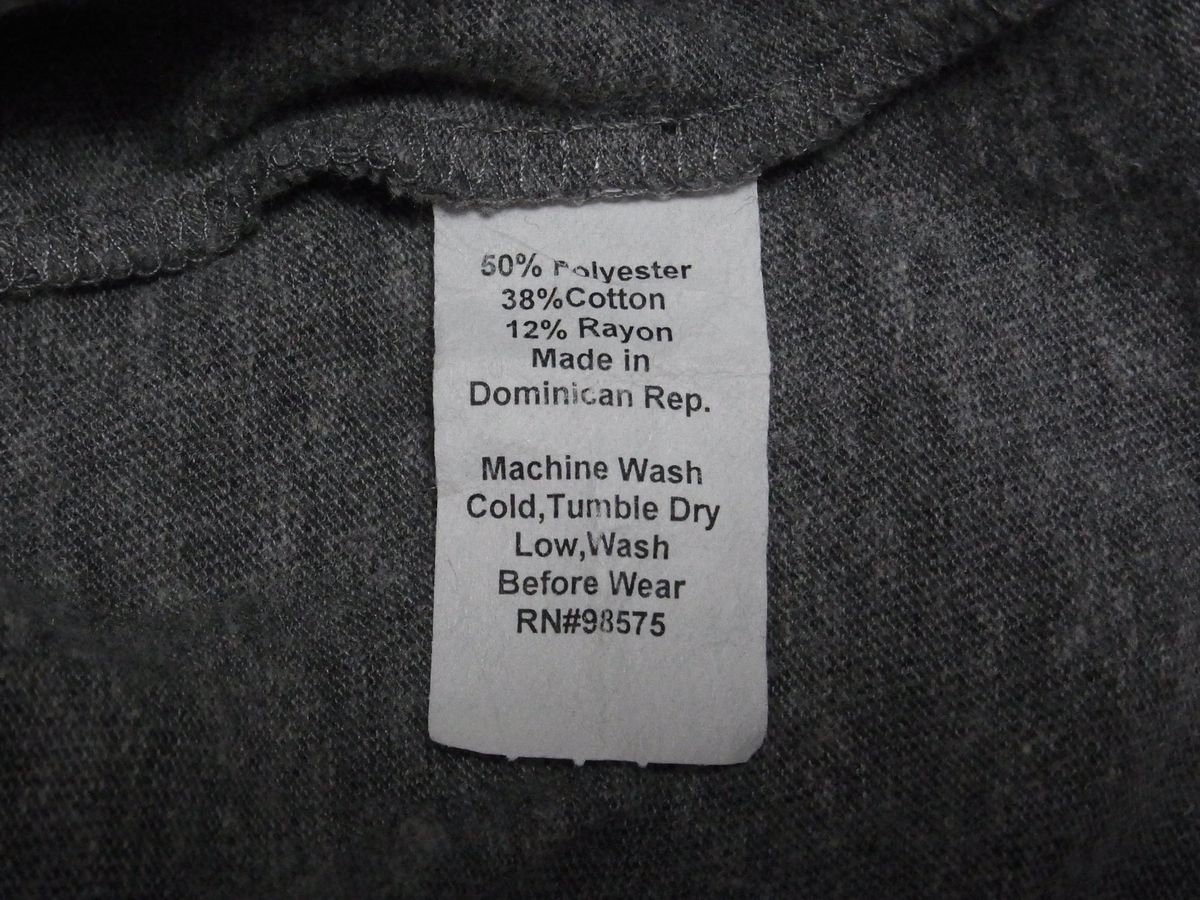 50% Polyester
38%Cotton
12% Rayon
Made in
Dominican Rep.
Machine Wash
Cold,Tumble Dry
Low,Wash
Before Wear
RN#98575